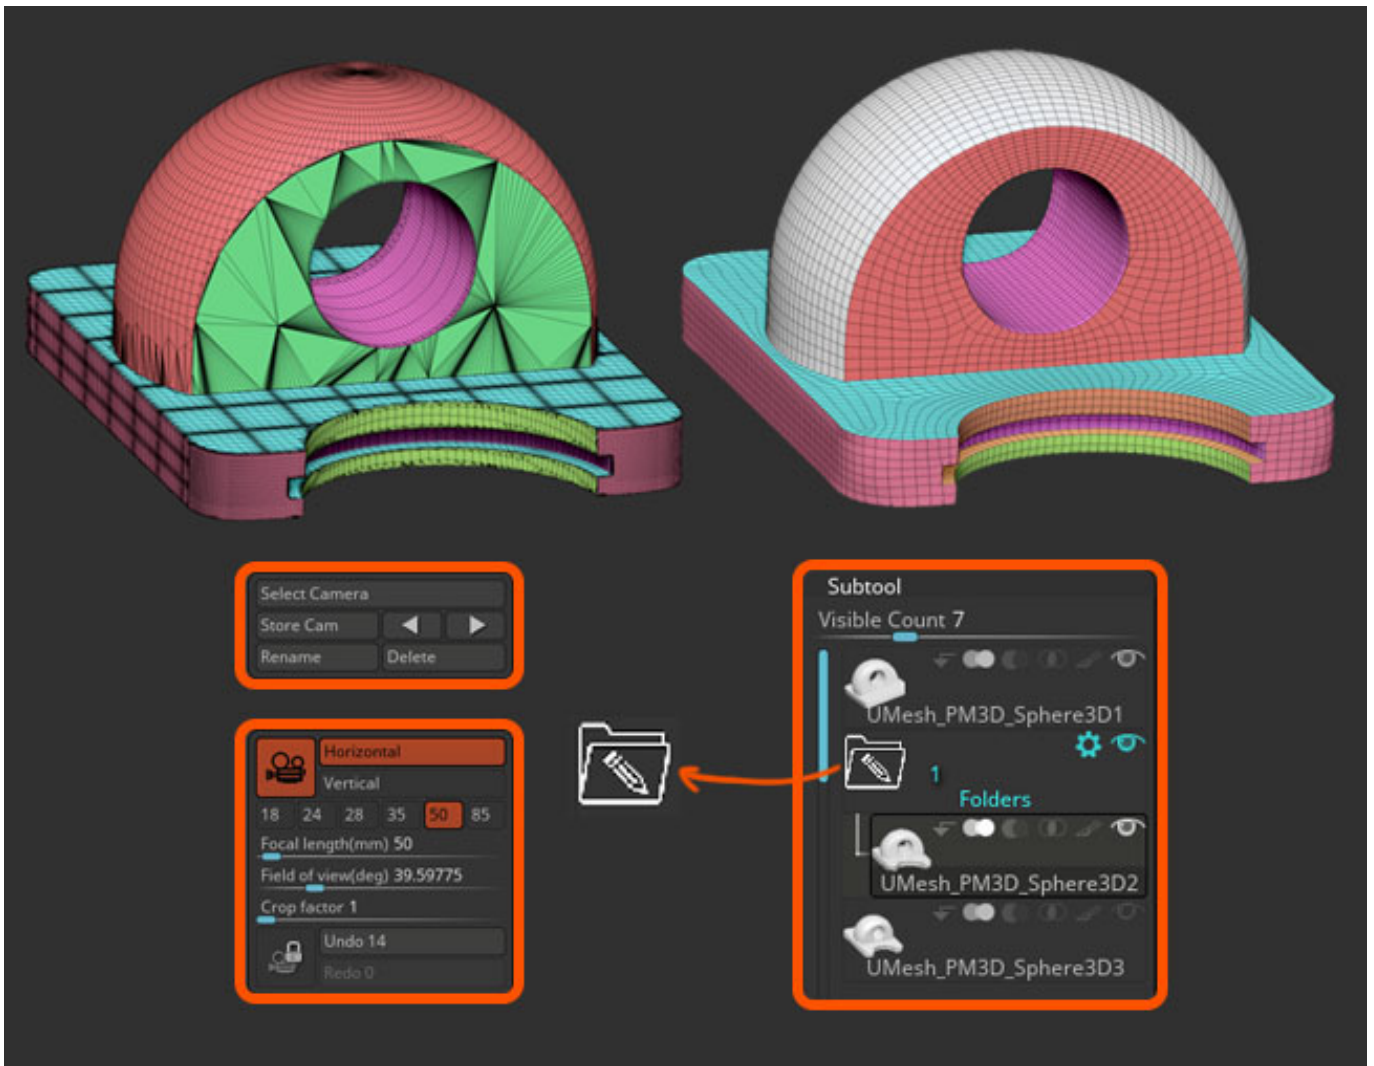 Select Camera
Store Cam
Rename Delete
Horizontal
Vertical
18 24 28 35 50 85
Focal length(mm) 50
Field of view(deg) 39.59775
Crop factor 1
Undo 14
Redo 0
Subtool
Visible Count 7
UMesh_PM3D_Sphere3D1
1
Folders
UMesh_PM3D_Sphere3D2
UMesh_PM3D_Sphere3D3